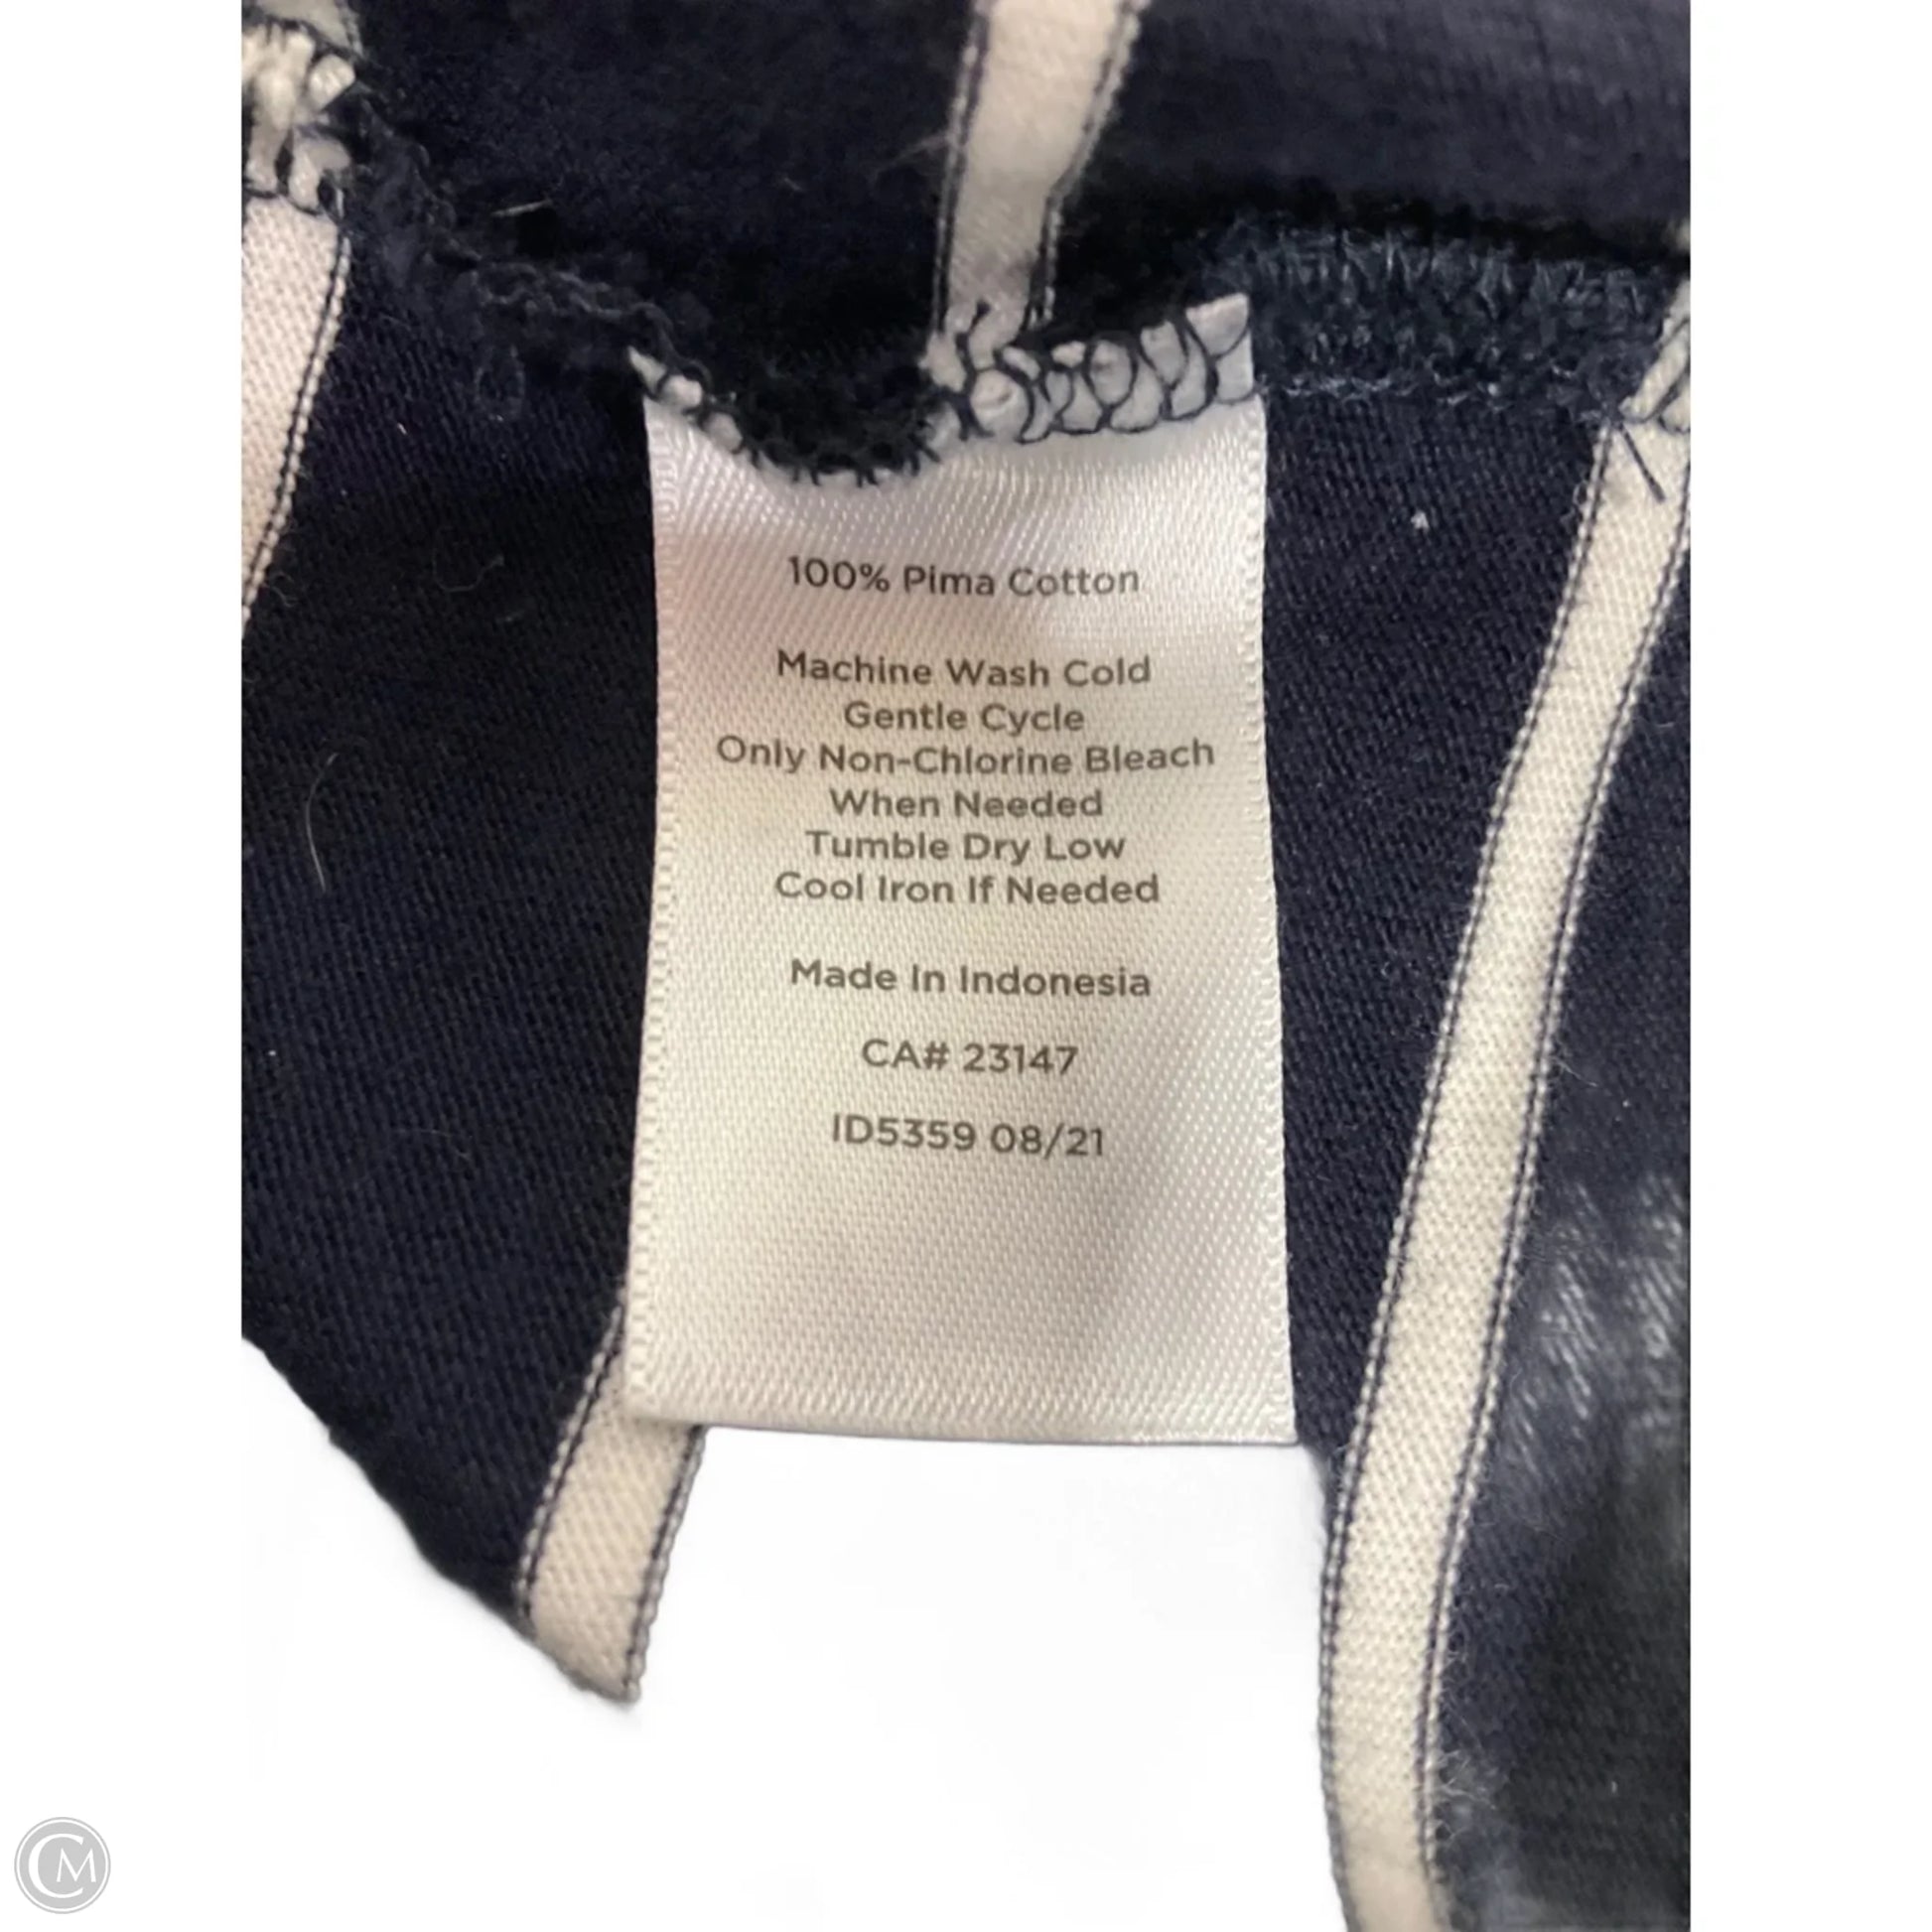 100% Pima Cotton
Machine Wash Cold
Gentle Cycle
Only Non-Chlorine Bleach
When Needed
Tumble Dry Low
Cool Iron If Needed
Made In Indonesia
CA# 23147
ID5359 08/21
CM